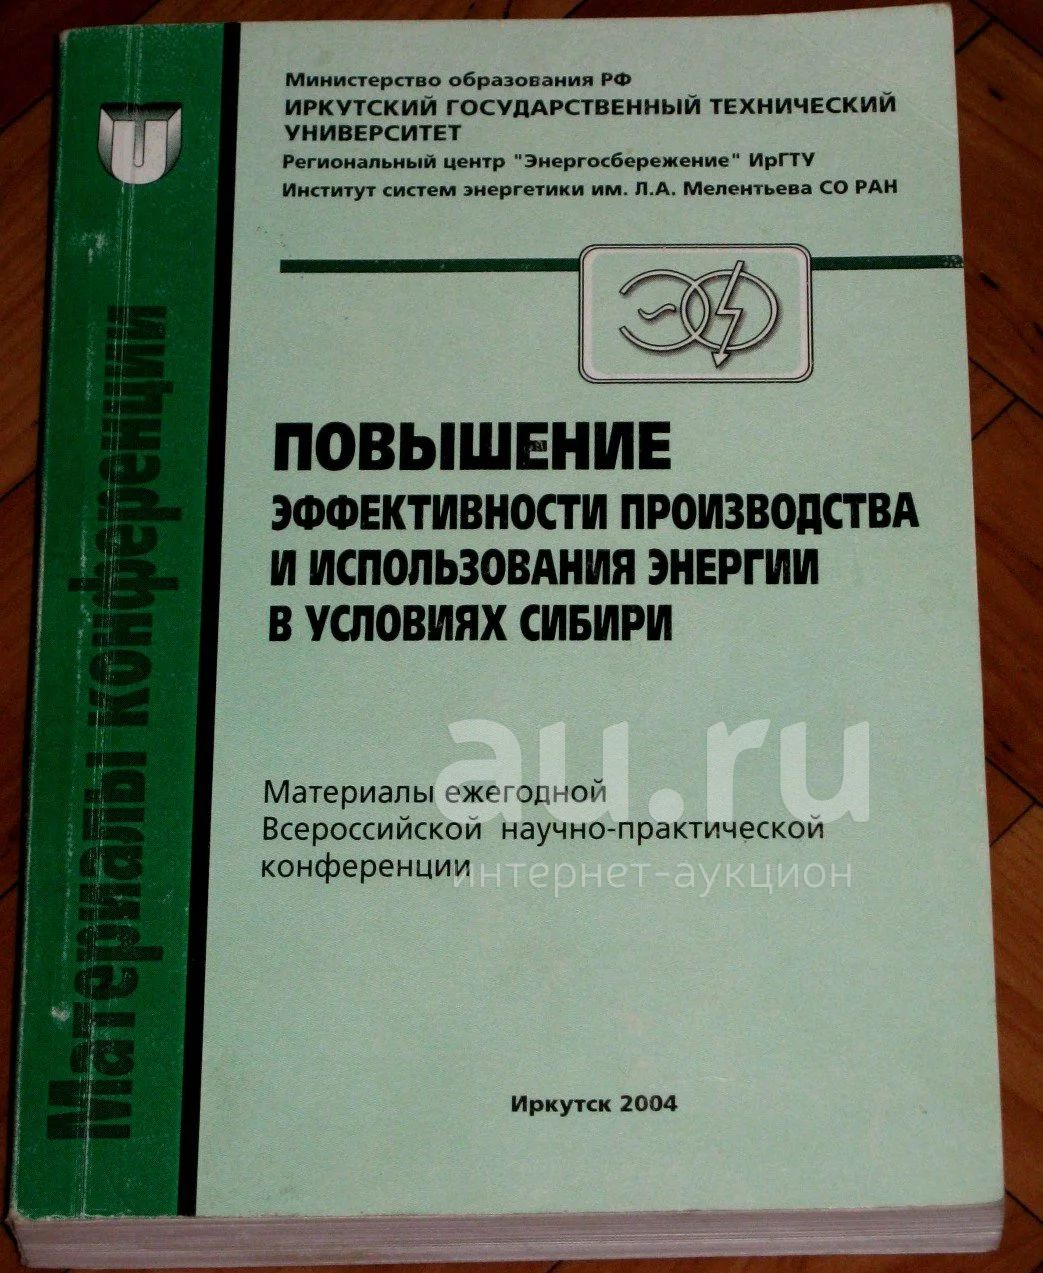 Министерство образования РФ
ИРКУТСКИЙ ГОСУДАРСТВЕННЫЙ ТЕХНИЧЕСКИЙ
УНИВЕРСИТЕТ
Региональный центр "Энергосбережение" ИрГТУ
Институт систем энергетики им. Л.А. Мелентьева СО РАН
ПОВЫШЕНИЕ
ЭФФЕКТИВНОСТИ ПРОИЗВОДСТВА
И ИСПОЛЬЗОВАНИЯ ЭНЕРГИИ
В УСЛОВИЯХ СИБИРИ
Материалы ежегодной
Всероссийской научно-практической
конференции
Иркутск 2004
Материалы конференции
au.ru
интернет-аукцион